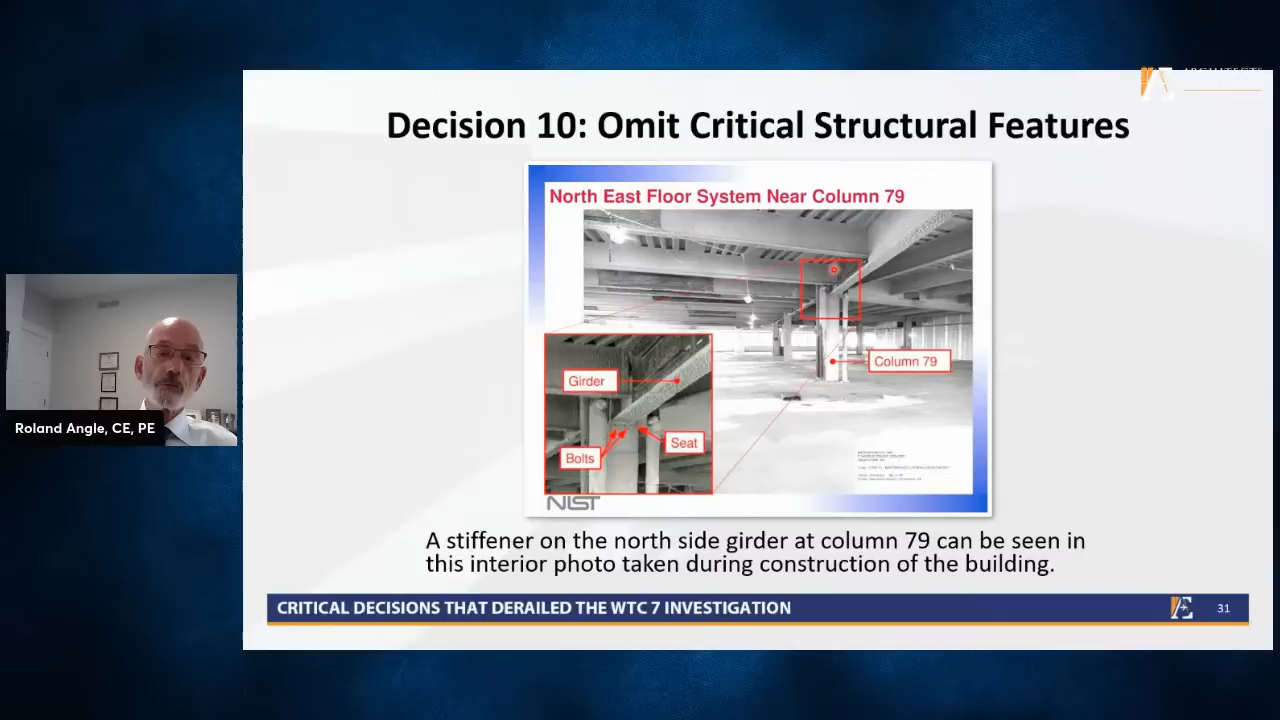 ARCHITECTS
Decision 10: Omit Critical Structural Features
North East Floor System Near Column 79
Column 79
Girder
Seat
Bolts
NIST
Roland Angle, CE, PE
A stiffener on the north side girder at column 79 can be seen in
this interior photo taken during construction of the building.
CRITICAL DECISIONS THAT DERAILED THE WTC 7 INVESTIGATION
31